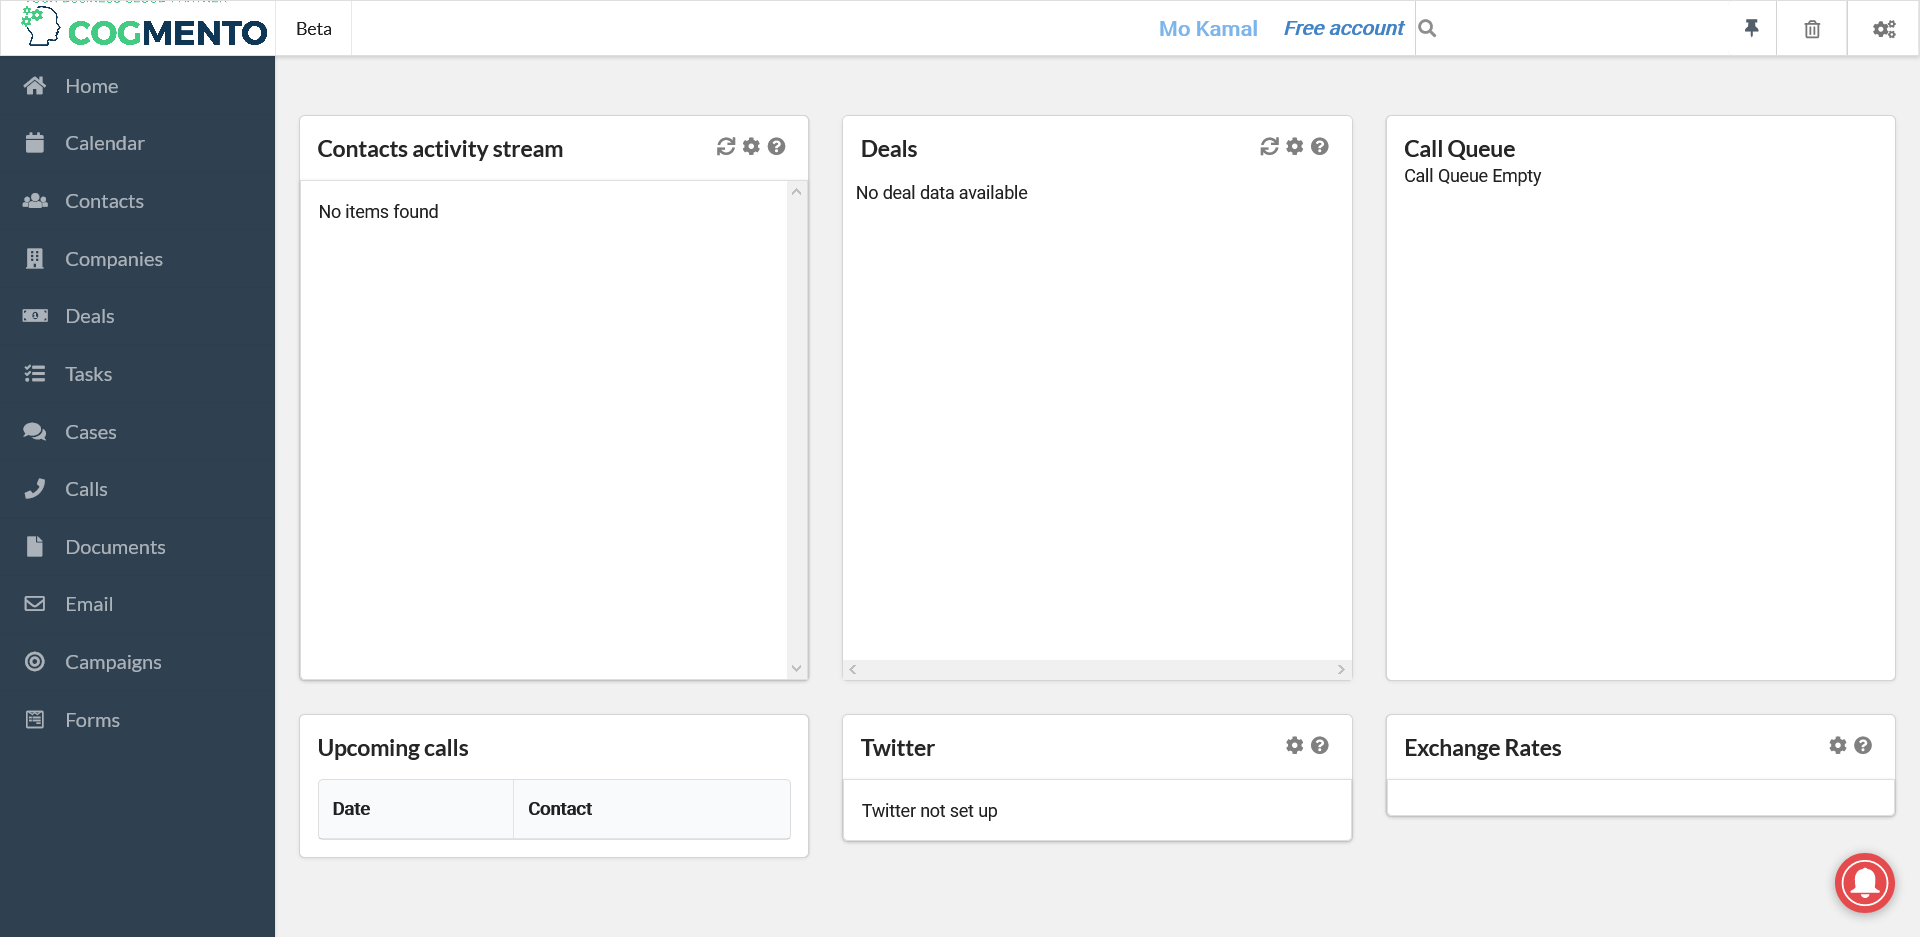 COGMENTO
Beta
Mo Kamal
Free account
Home
Calendar
Contacts
Companies
Deals
Tasks
Cases
Calls
Documents
Email
Campaigns
Forms
Contacts activity stream
No items found
Deals
No deal data available
Call Queue
Call Queue Empty
Upcoming calls
Date Contact
Twitter
Twitter not set up
Exchange Rates